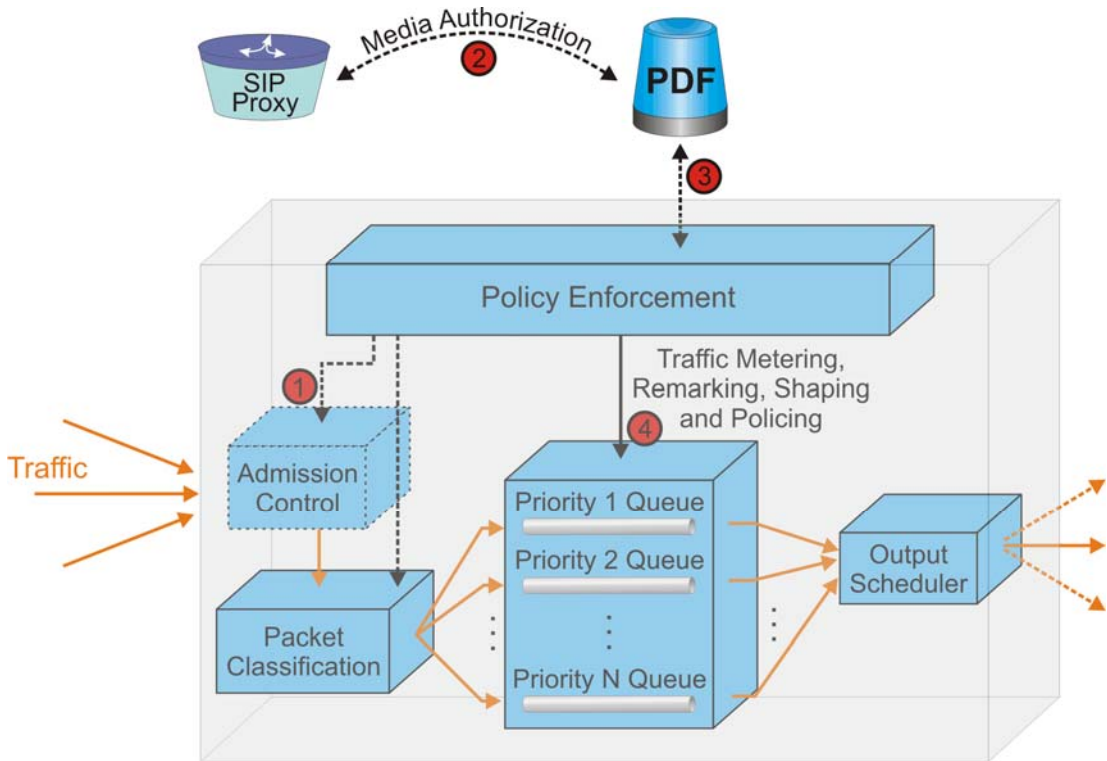 Media Authorization
2
SIP
Proxy
PDF
3
Policy Enforcement
1
Traffic Metering,
Remarking, Shaping
and Policing
4
Traffic
Admission
Control
Priority 1 Queue
Priority 2 Queue
Priority N Queue
Output
Scheduler
Packet
Classification